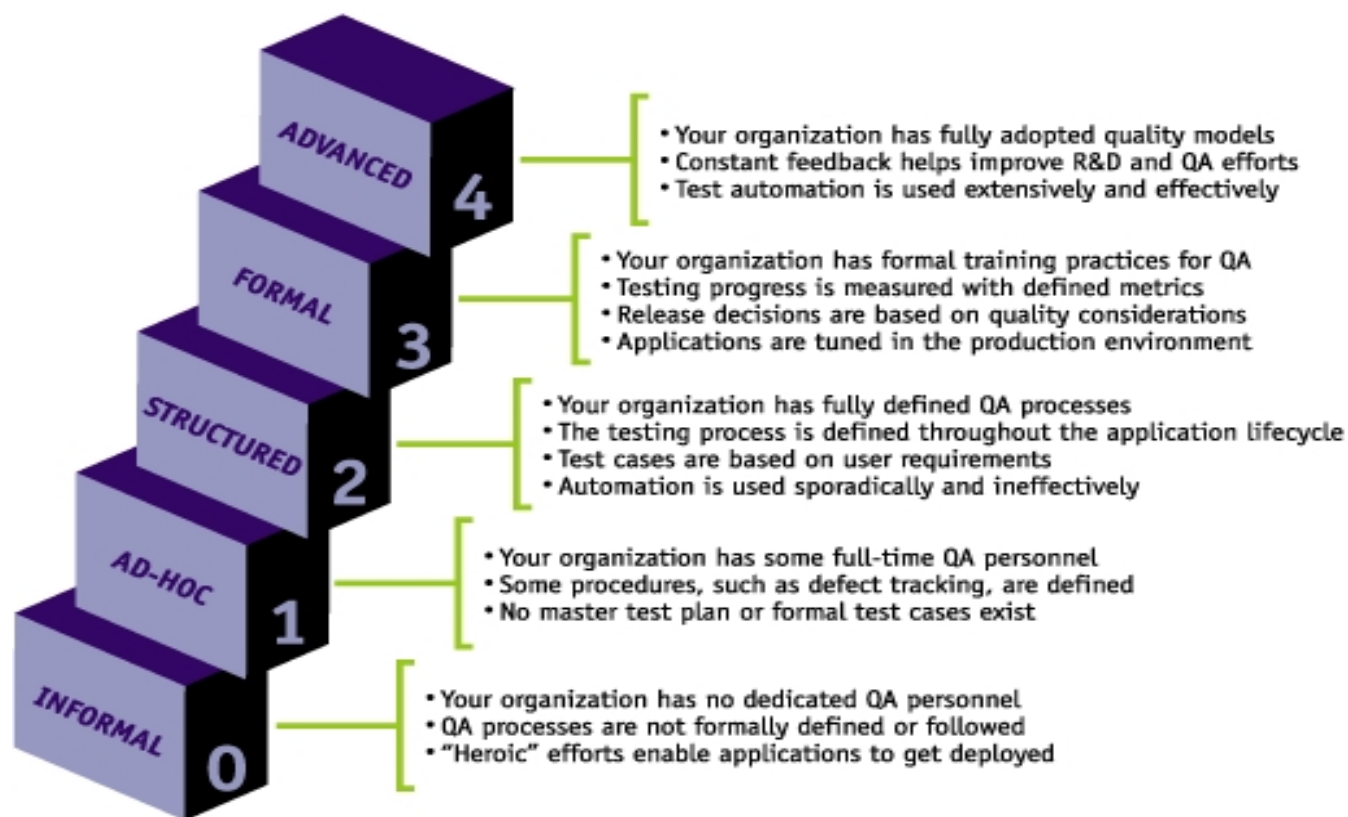 ADVANCED
4
• Your organization has fully adopted quality models
• Constant feedback helps improve R&D and QA efforts
• Test automation is used extensively and effectively
FORMAL
3
• Your organization has formal training practices for QA
• Testing progress is measured with defined metrics
• Release decisions are based on quality considerations
• Applications are tuned in the production environment
STRUCTURED
2
• Your organization has fully defined QA processes
• The testing process is defined throughout the application lifecycle
• Test cases are based on user requirements
• Automation is used sporadically and ineffectively
AD-HOC
1
• Your organization has some full-time QA personnel
• Some procedures, such as defect tracking, are defined
• No master test plan or formal test cases exist
INFORMAL
0
• Your organization has no dedicated QA personnel
• QA processes are not formally defined or followed
• “Heroic” efforts enable applications to get deployed